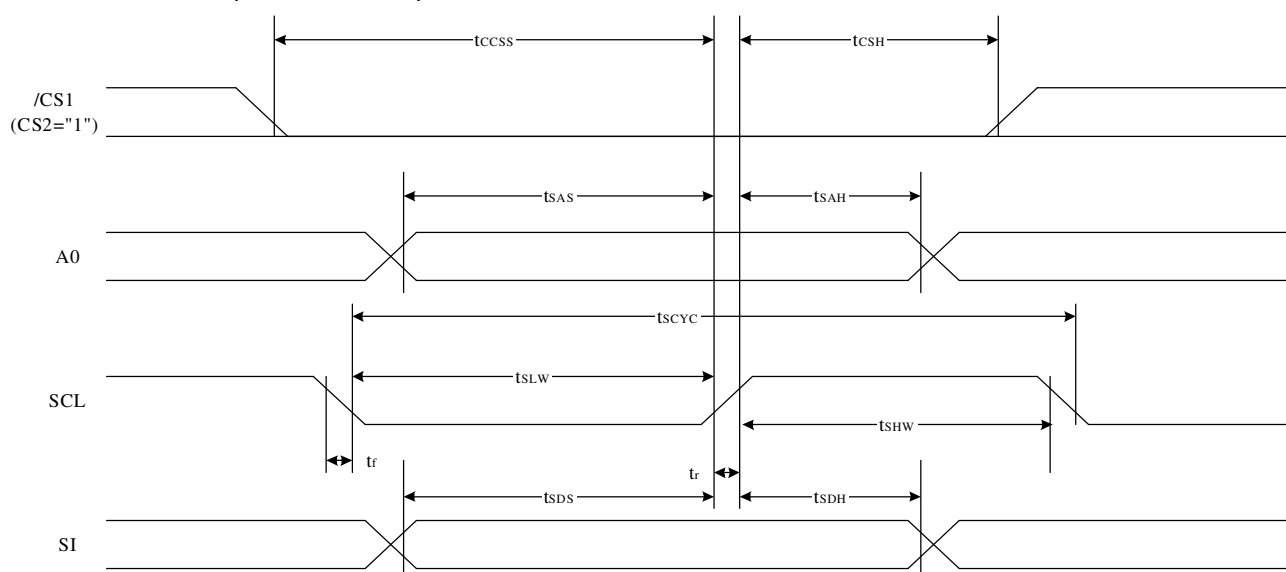 tCCSS
tCSH
/CS1
(CS2="1")
tSAS
tSAH
A0
tSCYC
tSLW
SCL
tSHW
tf
tr
tSDS
tSDH
SI